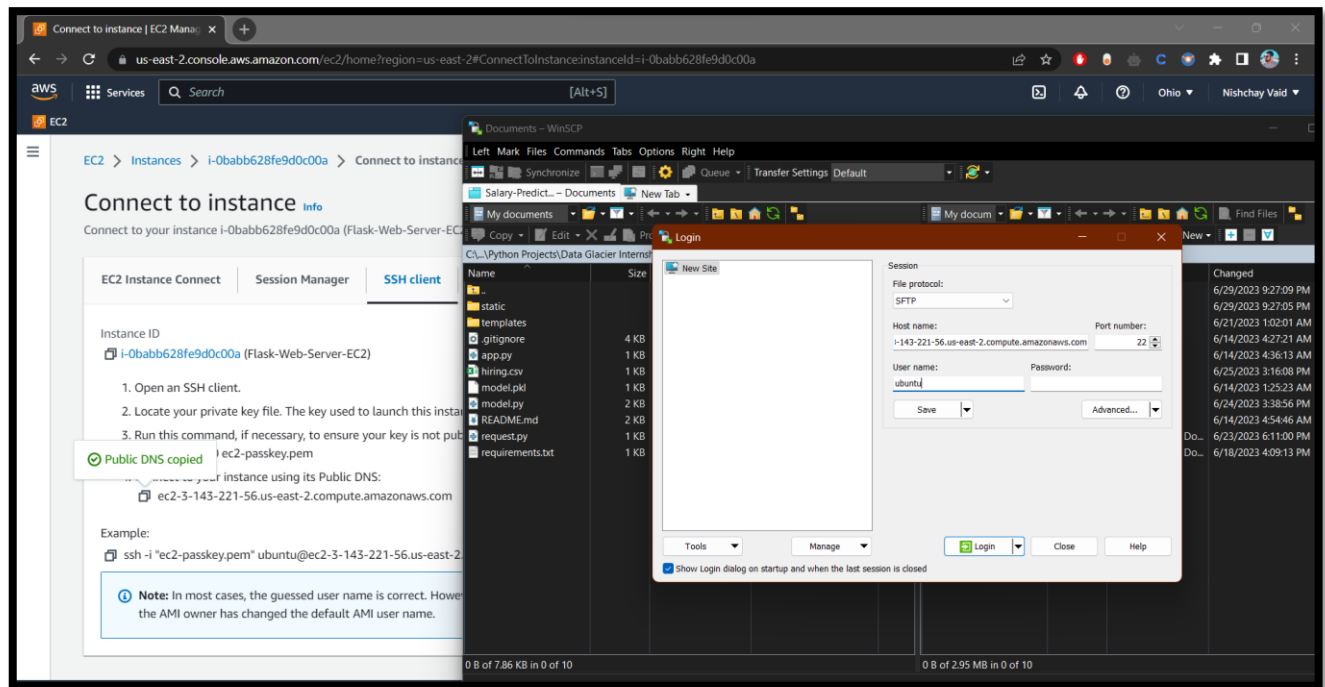 Connect to instance | EC2 Manag
us-east-2.console.aws.amazon.com/ec2/home?region=us-east-2#ConnectToInstance:instanceId=i-0babb628fe9d0c00a
aws
Services
Search
[Alt+S]
Ohio
Nishchay Vaid
EC2
EC2 > Instances > i-0babb628fe9d0c00a > Connect to instance
Connect to instance Info
Connect to your instance i-0babb628fe9d0c00a (Flask-Web-Server-EC2
EC2 Instance Connect
Session Manager
SSH client
Instance ID
i-0babb628fe9d0c00a (Flask-Web-Server-EC2)
1. Open an SSH client.
2. Locate your private key file. The key used to launch this insta
3. Run this command, if necessary, to ensure your key is not pub
ec2-passkey.pem
Public DNS copied
instance using its Public DNS:
ec2-3-143-221-56.us-east-2.compute.amazonaws.com
Example:
ssh -i "ec2-passkey.pem" ubuntu@ec2-3-143-221-56.us-east-2.
Note: In most cases, the guessed user name is correct. Howe
the AMI owner has changed the default AMI user name.
Documents – WinSCP
Left Mark Files Commands Tabs Options Right Help
Synchronize
Queue
Transfer Settings Default
Salary-Predict... – Documents
New Tab
My documents
My docum
Find Files
Copy
Edit
New
C:\...\Python Projects\Data Glacier Internsh
Name
Size
Changed
..
6/29/2023 9:27:09 PM
static
6/29/2023 9:27:05 PM
templates
6/21/2023 1:02:01 AM
.gitignore
4 KB
6/14/2023 4:27:21 AM
app.py
1 KB
6/14/2023 4:36:13 AM
hiring.csv
1 KB
6/25/2023 3:16:08 PM
model.pkl
1 KB
6/14/2023 1:25:23 AM
model.py
2 KB
6/24/2023 3:38:56 PM
README.md
2 KB
6/14/2023 4:54:46 AM
request.py
1 KB
Do...
6/23/2023 6:11:00 PM
requirements.txt
1 KB
Do...
6/18/2023 4:09:13 PM
Login
New Site
Session
File protocol:
SFTP
Host name:
Port number:
-143-221-56.us-east-2.compute.amazonaws.com
22
User name:
Password:
ubuntu
Save
Advanced...
Tools
Manage
Login
Close
Help
Show Login dialog on startup and when the last session is closed
0 B of 7.86 KB in 0 of 10
0 B of 2.95 MB in 0 of 10